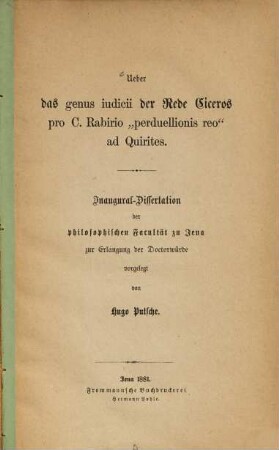 Ueber
das genus iudicii der Rede Ciceros
pro C. Rabirio „perduellionis reo“
ad Quirites.
Inaugural-Dissertation
der
philosophischen Facultät zu Jena
zur Erlangung der Doctorwürde
vorgelegt
von
Hugo Putsche.
Jena 1881.
Frommannsche Buchdruckerei
Hermann Pohle.